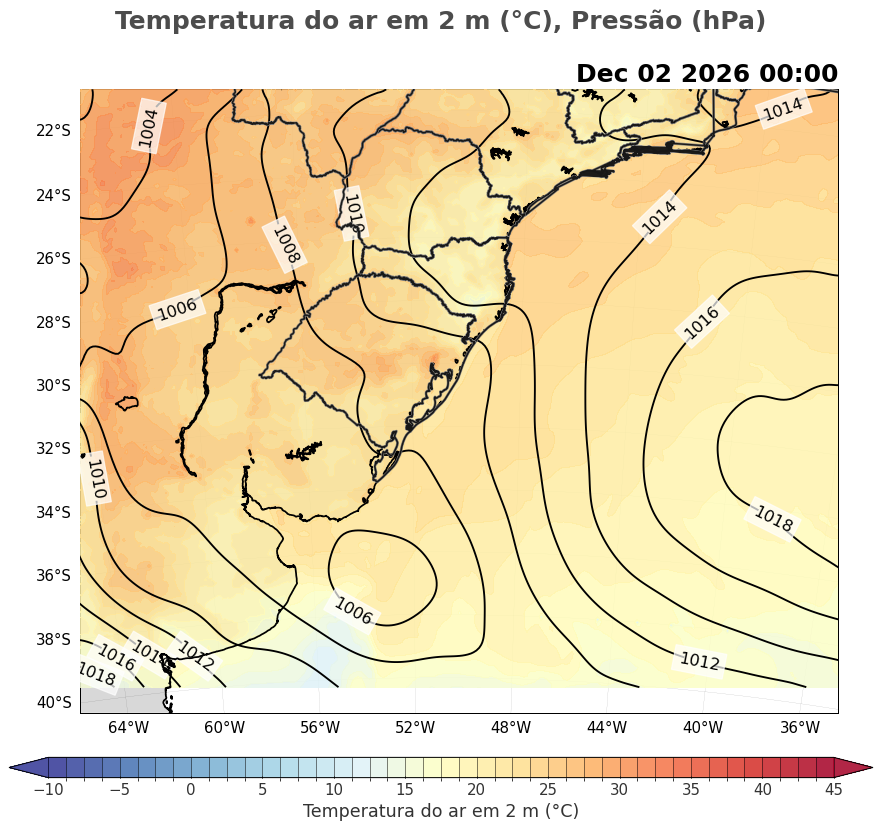 Temperatura do ar em 2 m (°C), Pressão (hPa)
Dec 02 2026 00:00
22°S
24°S
26°S
28°S
30°S
32°S
34°S
36°S
38°S
40°S
1004
1014
1010
1014
1008
1006
1016
1010
1018
1006
1012
1016
1012
1018
64°W 60°W 56°W 52°W 48°W 44°W 40°W 36°W
−10 −5 0 5 10 15 20 25 30 35 40 45
Temperatura do ar em 2 m (°C)